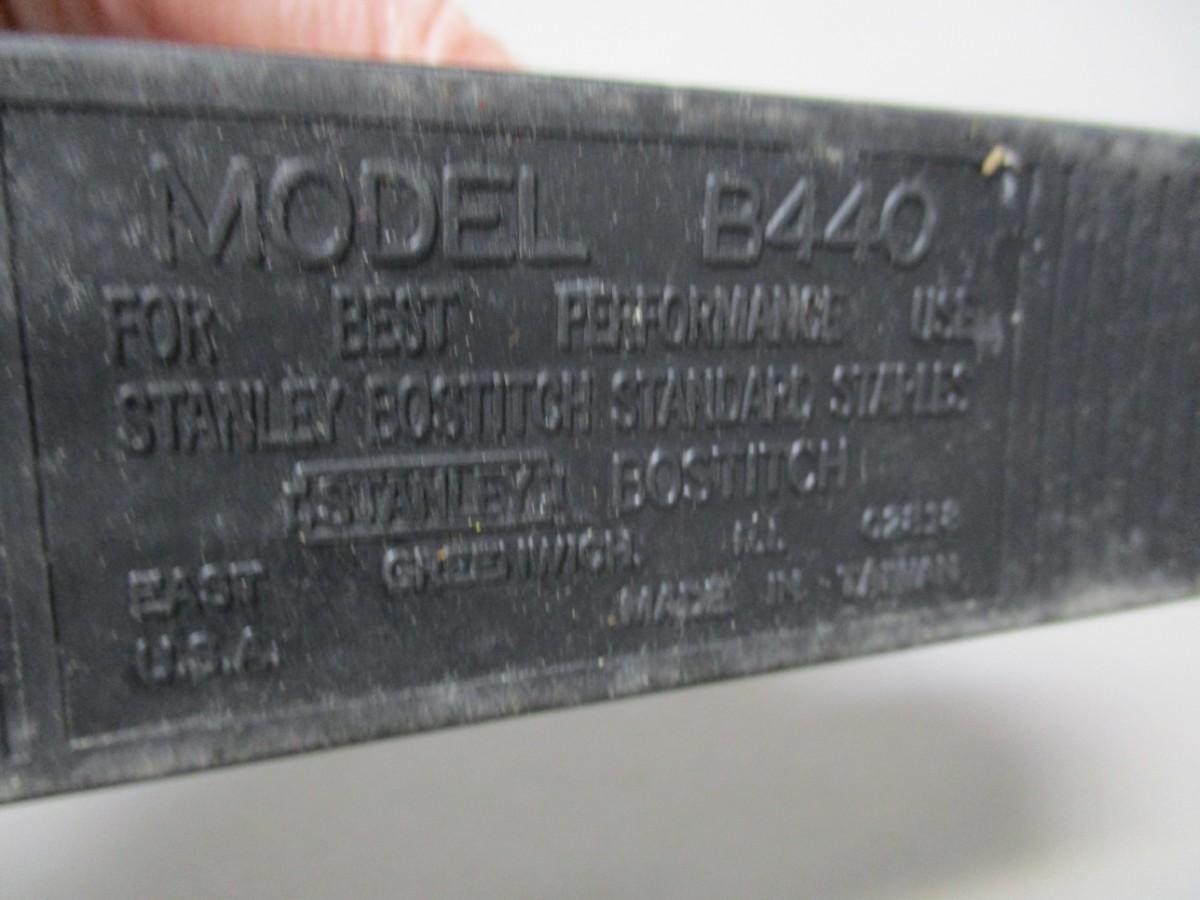 MODEL B440
FOR BEST PERFORMANCE USE
STANLEY BOSTITCH STANDARD STAPLES
STANLEY BOSTITCH
EAST GREENWICH. R.I. 02818
U.S.A. MADE IN TAIWAN